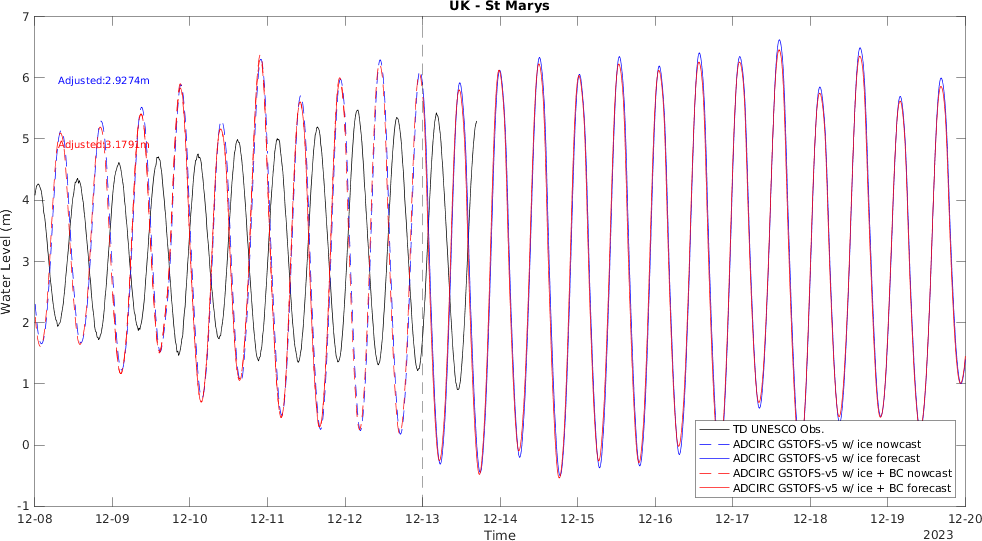 UK - St Marys
7
6
5
4
3
2
1
0
-1
Water Level (m)
Adjusted:2.9274m
Adjusted:3.1791m
TD UNESCO Obs.
ADCIRC GSTOFS-v5 w/ ice nowcast
ADCIRC GSTOFS-v5 w/ ice forecast
ADCIRC GSTOFS-v5 w/ ice + BC nowcast
ADCIRC GSTOFS-v5 w/ ice + BC forecast
12-08 12-09 12-10 12-11 12-12 12-13 12-14 12-15 12-16 12-17 12-18 12-19 12-20
Time
2023